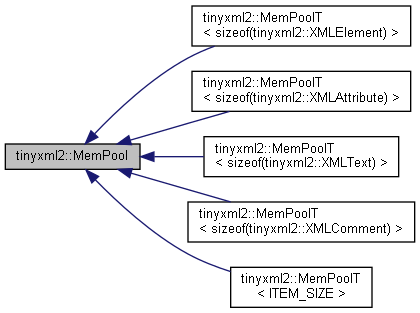 tinyxml2::MemPoolT
< sizeof(tinyxml2::XMLElement) >
tinyxml2::MemPoolT
< sizeof(tinyxml2::XMLAttribute) >
tinyxml2::MemPool
tinyxml2::MemPoolT
< sizeof(tinyxml2::XMLText) >
tinyxml2::MemPoolT
< sizeof(tinyxml2::XMLComment) >
tinyxml2::MemPoolT
< ITEM_SIZE >